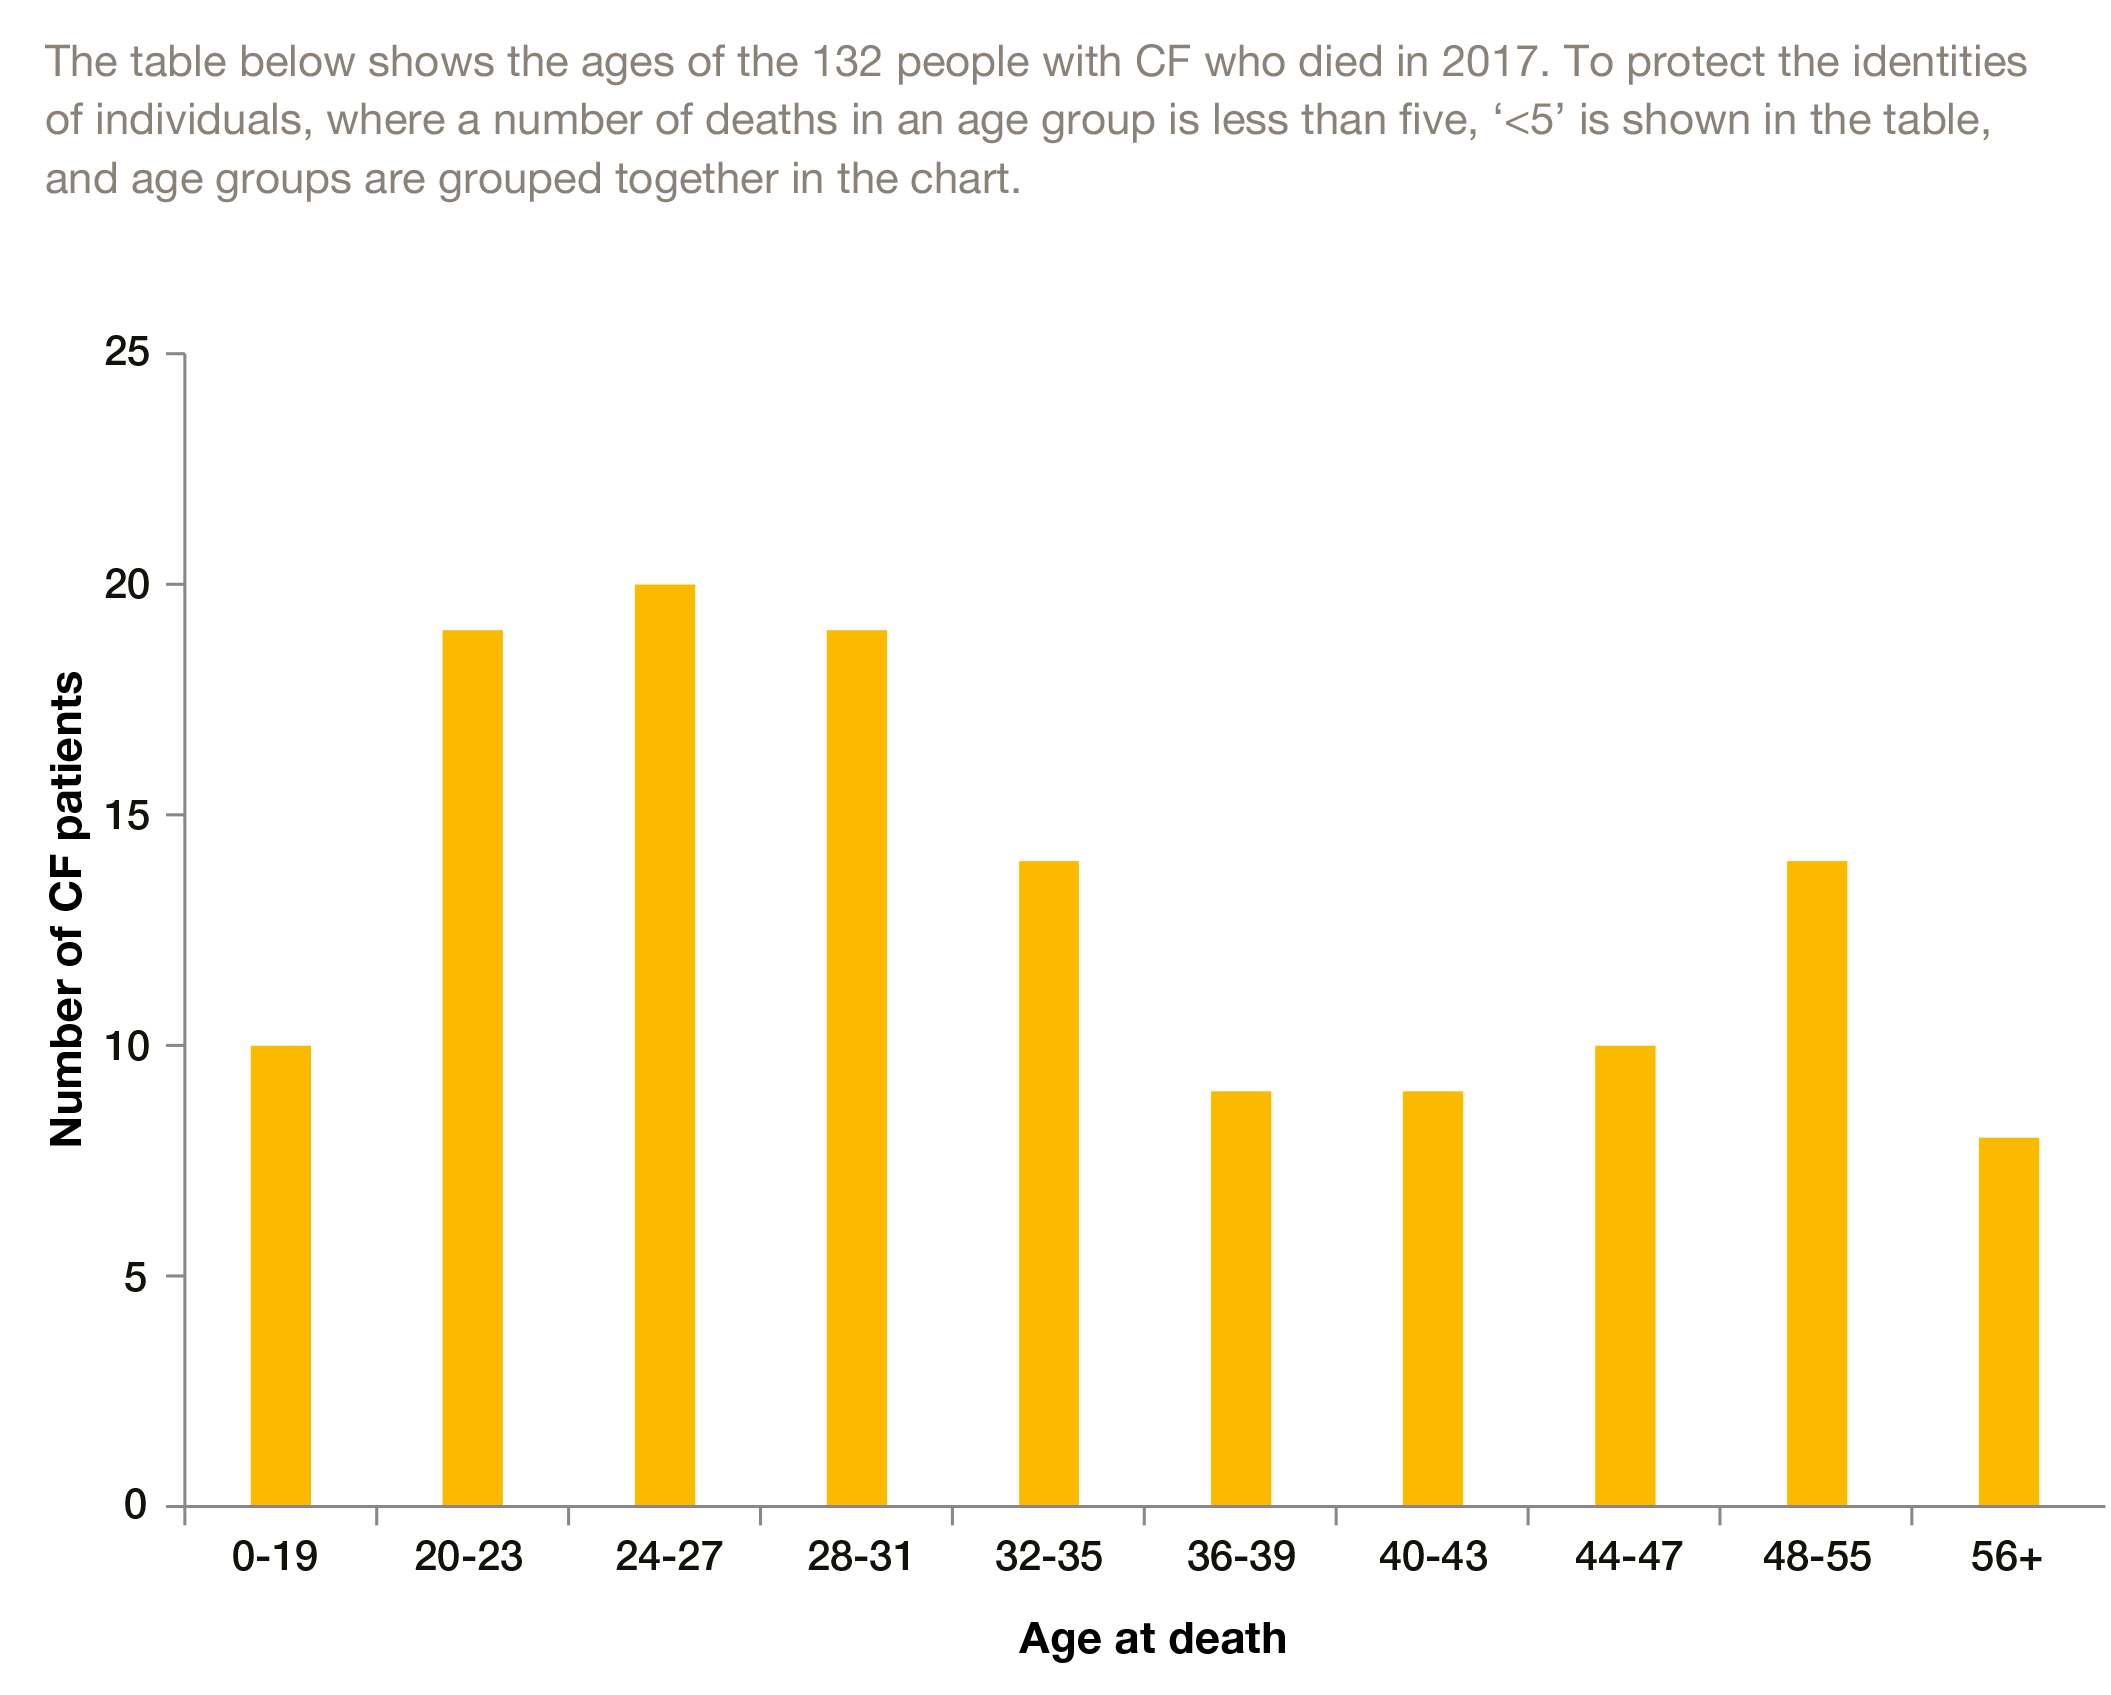 The table below shows the ages of the 132 people with CF who died in 2017. To protect the identities
of individuals, where a number of deaths in an age group is less than five, ‘<5’ is shown in the table,
and age groups are grouped together in the chart.
25
20
15
10
5
0
Number of CF patients
0-19 20-23 24-27 28-31 32-35 36-39 40-43 44-47 48-55 56+
Age at death